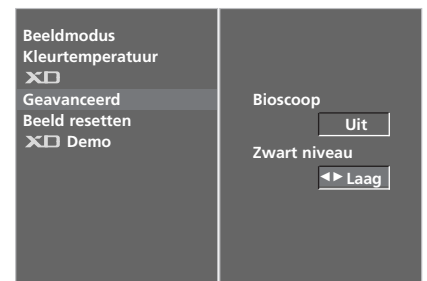 Beeldmodus
Kleurtemperatuur
XD
Geavanceerd
Beeld resetten
XD Demo
Bioscoop
Uit
Zwart niveau
◄► Laag